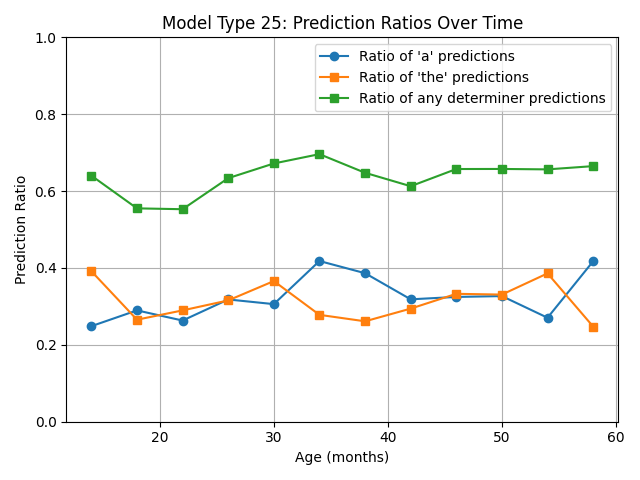 Model Type 25: Prediction Ratios Over Time
Ratio of 'a' predictions
Ratio of 'the' predictions
Ratio of any determiner predictions
Prediction Ratio
1.0
0.8
0.6
0.4
0.2
0.0
20 30 40 50 60
Age (months)